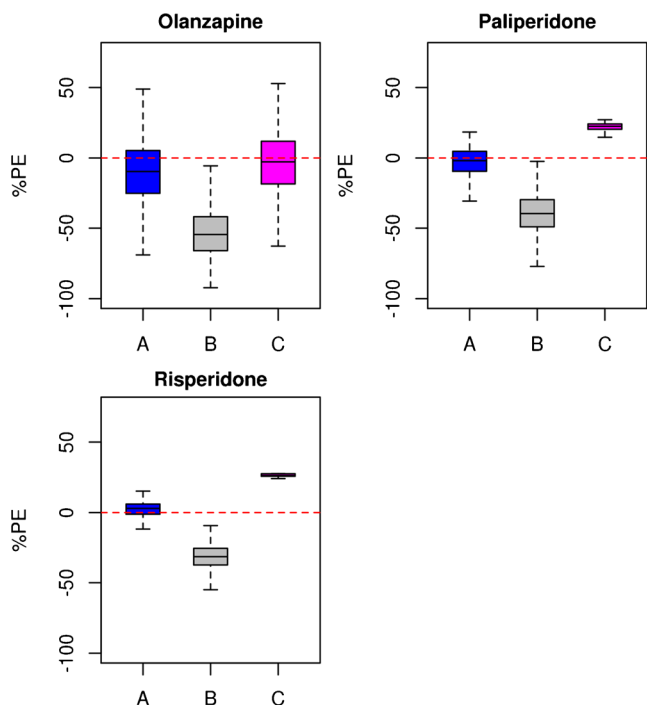 Olanzapine
%PE
50
0
-50
-100
A B C
Paliperidone
%PE
50
0
-50
-100
A B C
Risperidone
%PE
50
0
-50
-100
A B C